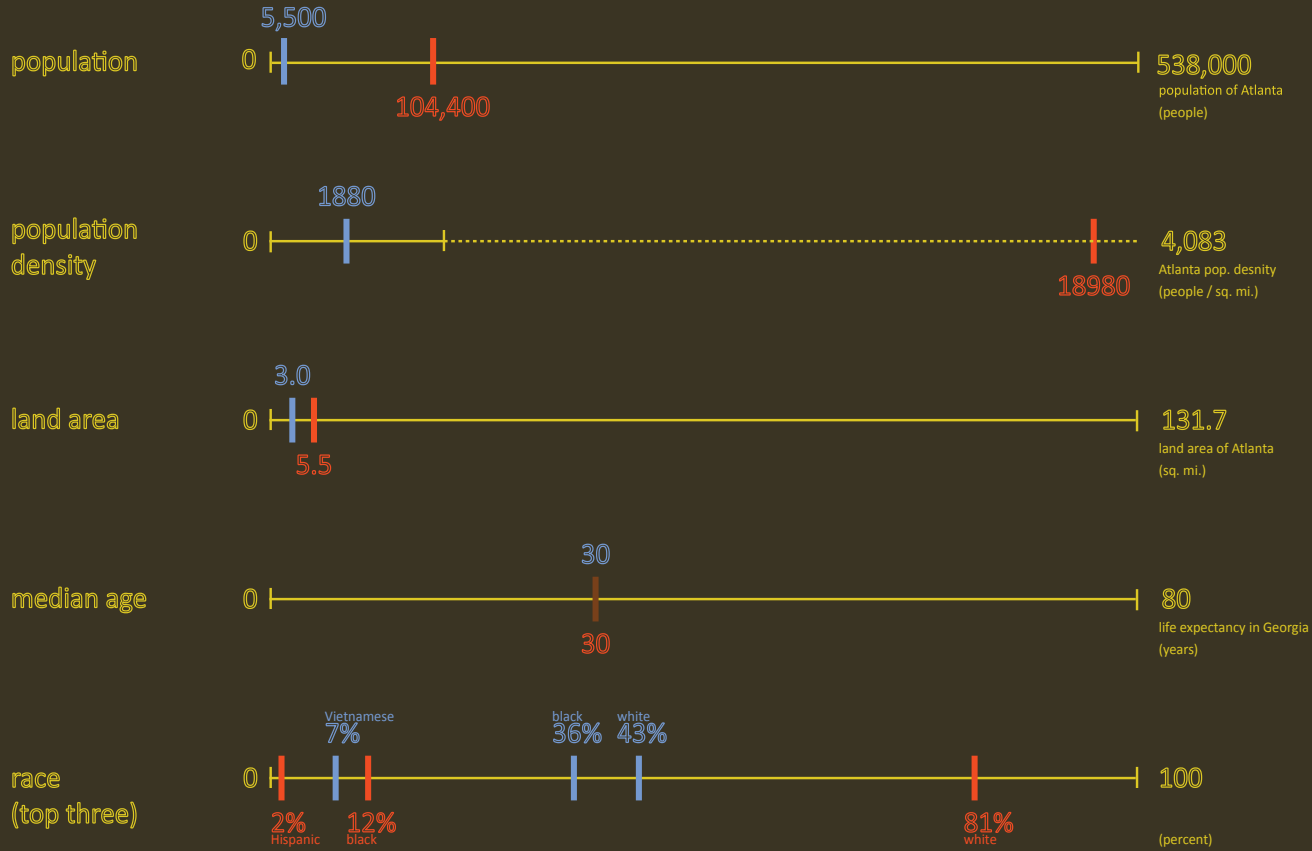 5,500
population
0
538,000
population of Atlanta
(people)
104,400
1880
population
density
0
4,083
Atlanta pop. desnity
(people / sq. mi.)
18980
3.0
land area
0
131.7
land area of Atlanta
(sq. mi.)
5.5
30
median age
0
80
life expectancy in Georgia
(years)
30
Vietnamese black white
7% 36% 43%
race
(top three)
0
100
2% 12% 81%
Hispanic black white
(percent)